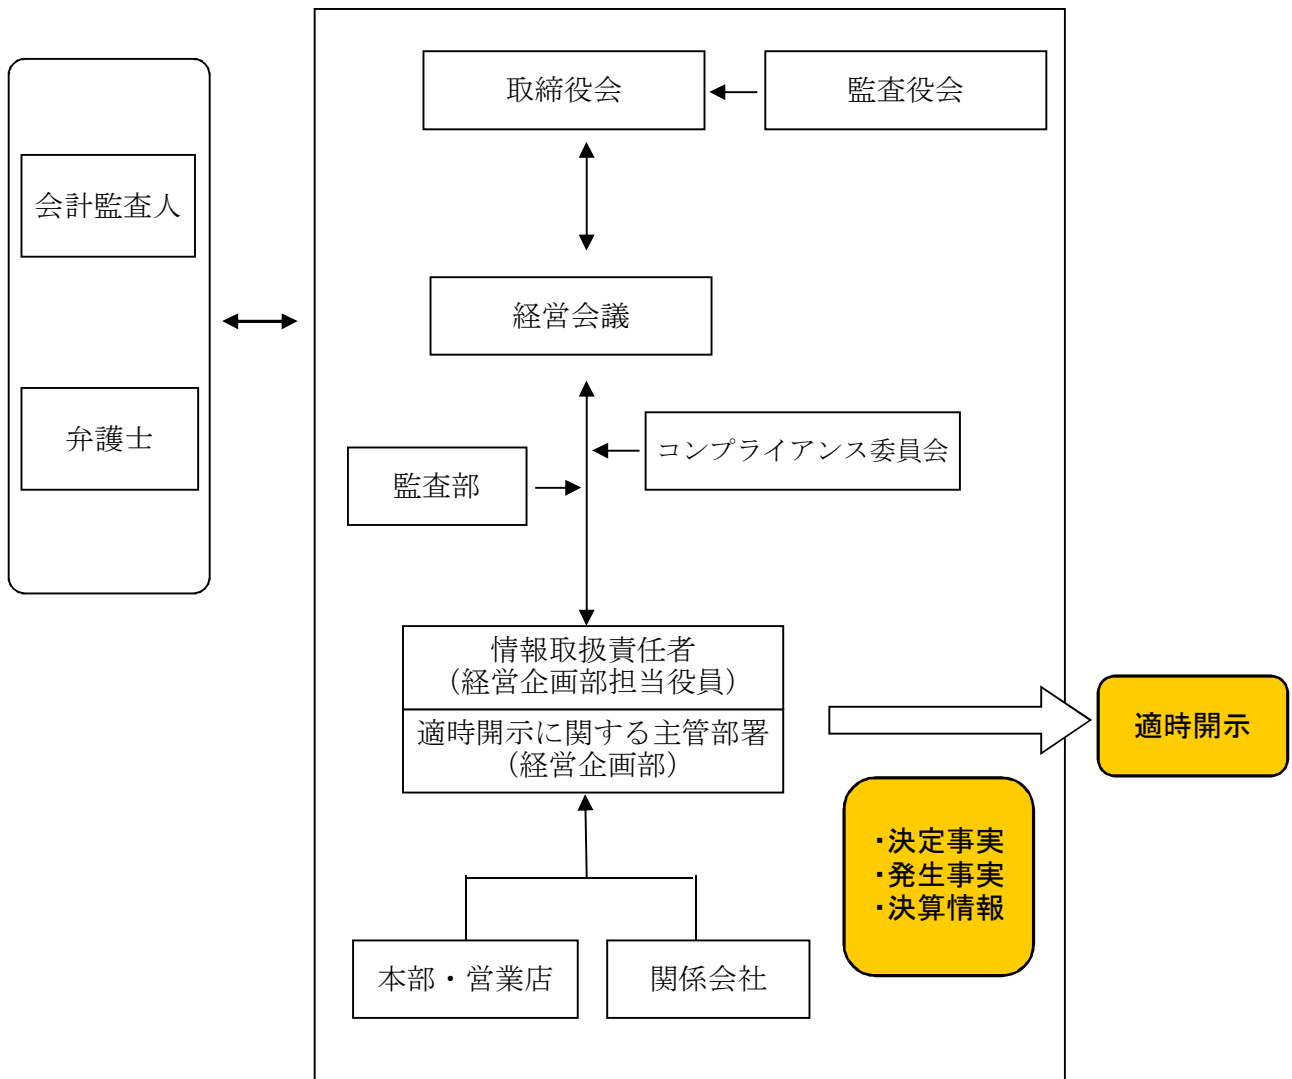 取締役会
監査役会
会計監査人
経営会議
弁護士
コンプライアンス委員会
監査部
情報取扱責任者
（経営企画部担当役員）
適時開示に関する主管部署
（経営企画部）
適時開示
・決定事実
・発生事実
・決算情報
本部・営業店
関係会社